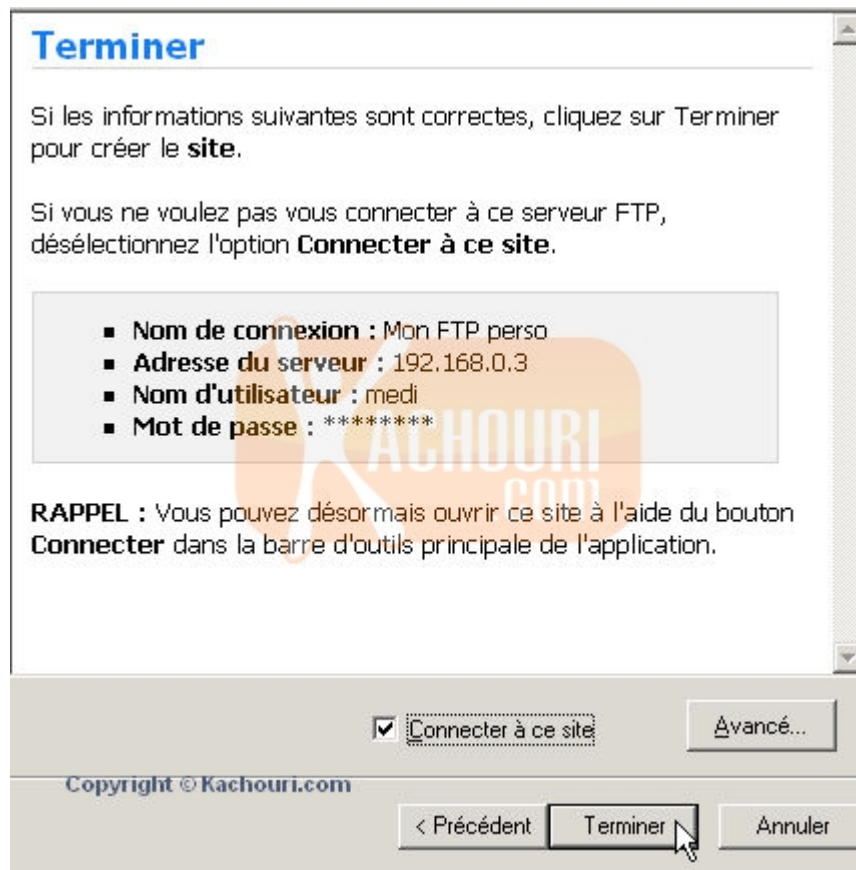 Terminer
Si les informations suivantes sont correctes, cliquez sur Terminer
pour créer le site.
Si vous ne voulez pas vous connecter à ce serveur FTP,
désélectionnez l'option Connecter à ce site.
▪ Nom de connexion : Mon FTP perso
▪ Adresse du serveur : 192.168.0.3
▪ Nom d'utilisateur : medi
▪ Mot de passe : ********
KACHOURI
.com
RAPPEL : Vous pouvez désormais ouvrir ce site à l'aide du bouton
Connecter dans la barre d'outils principale de l'application.
Connecter à ce site
Avancé...
Copyright © Kachouri.com
< Précédent Terminer Annuler